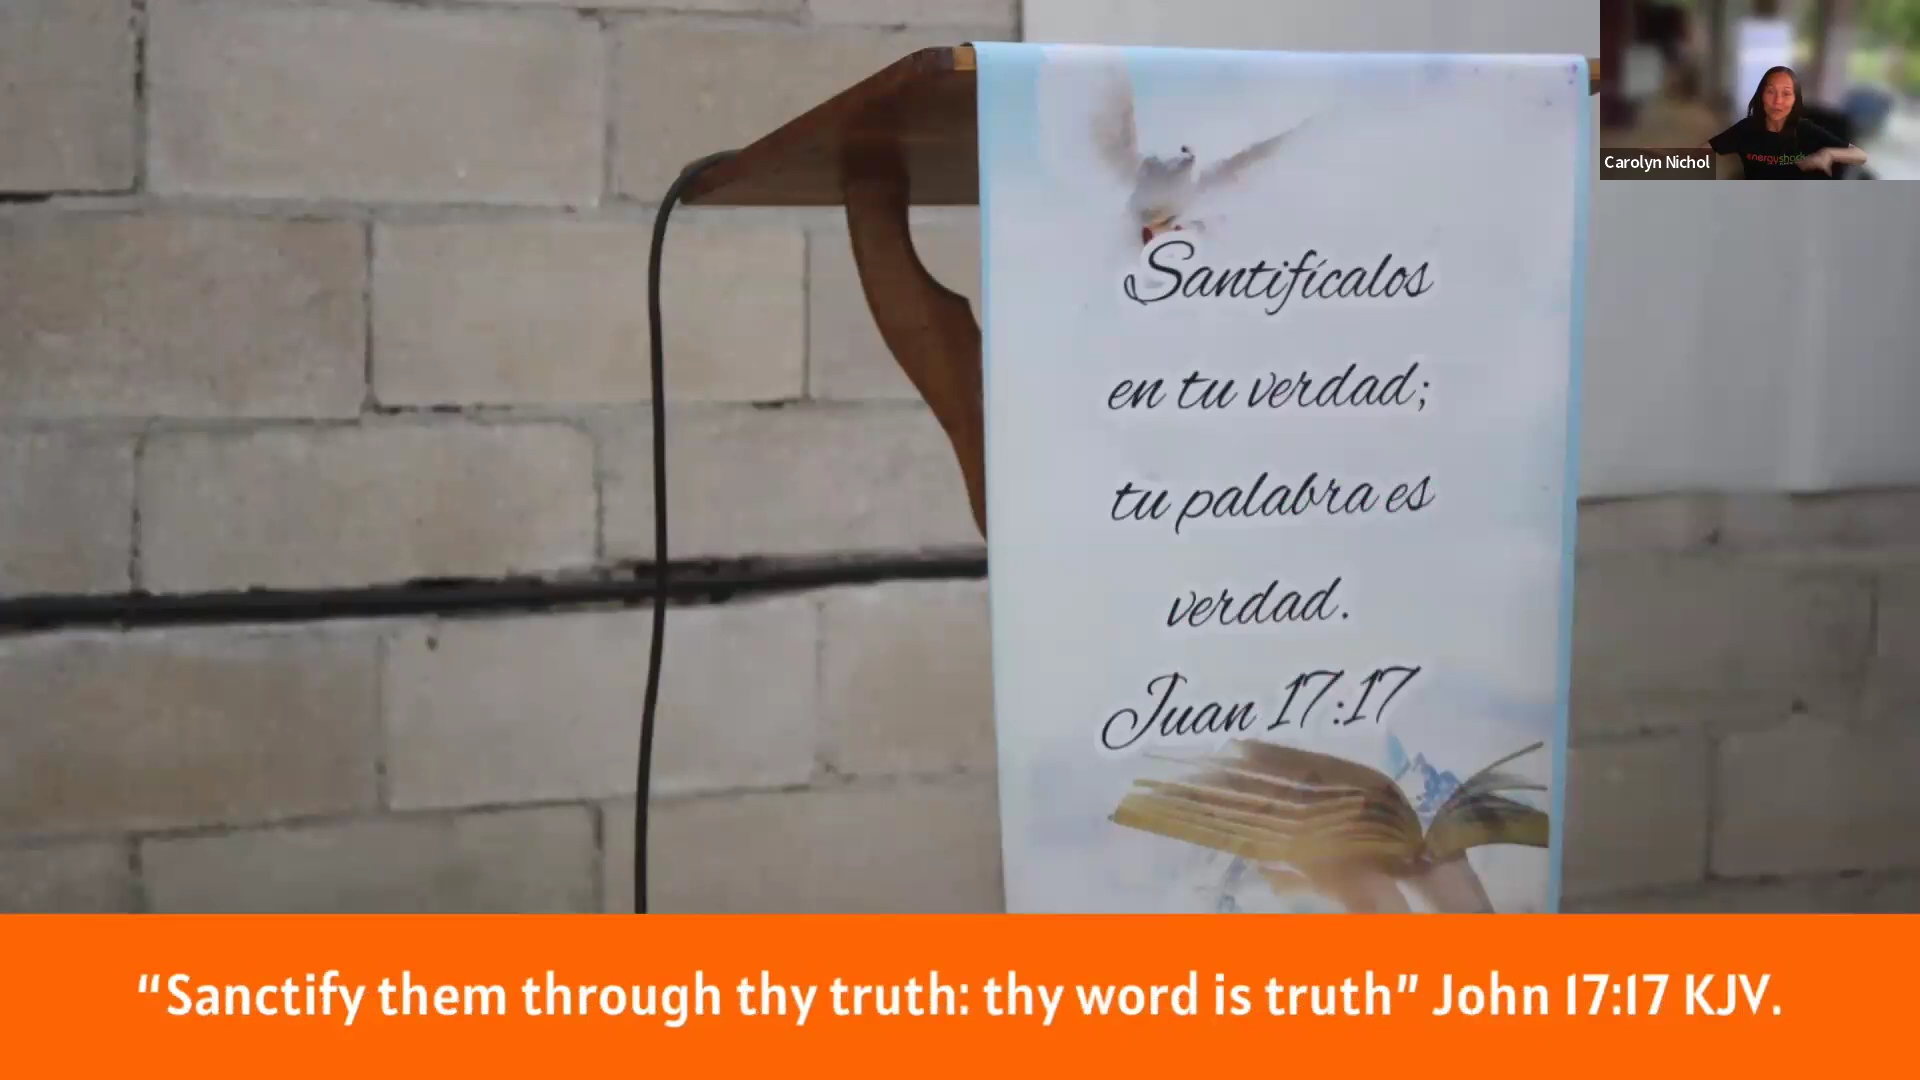 Carolyn Nichol
Santifícalos
en tu verdad;
tu palabra es
verdad.
Juan 17:17
“Sanctify them through thy truth: thy word is truth” John 17:17 KJV.